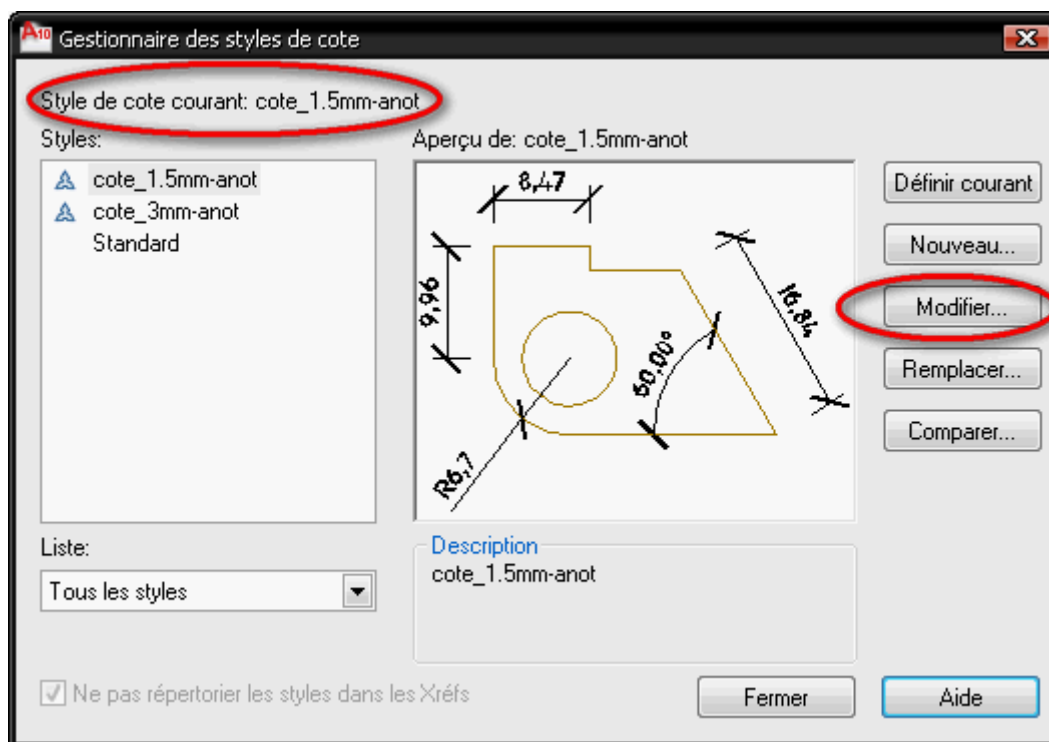 A10 Gestionnaire des styles de cote
Style de cote courant: cote_1.5mm-anot
Styles:
Aperçu de: cote_1.5mm-anot
cote_1.5mm-anot
cote_3mm-anot
Standard
8,47
9,96
16,84
60,00°
R6,7
Définir courant
Nouveau...
Modifier...
Remplacer...
Comparer...
Liste:
Tous les styles
Description
cote_1.5mm-anot
Ne pas répertorier les styles dans les Xréfs
Fermer
Aide